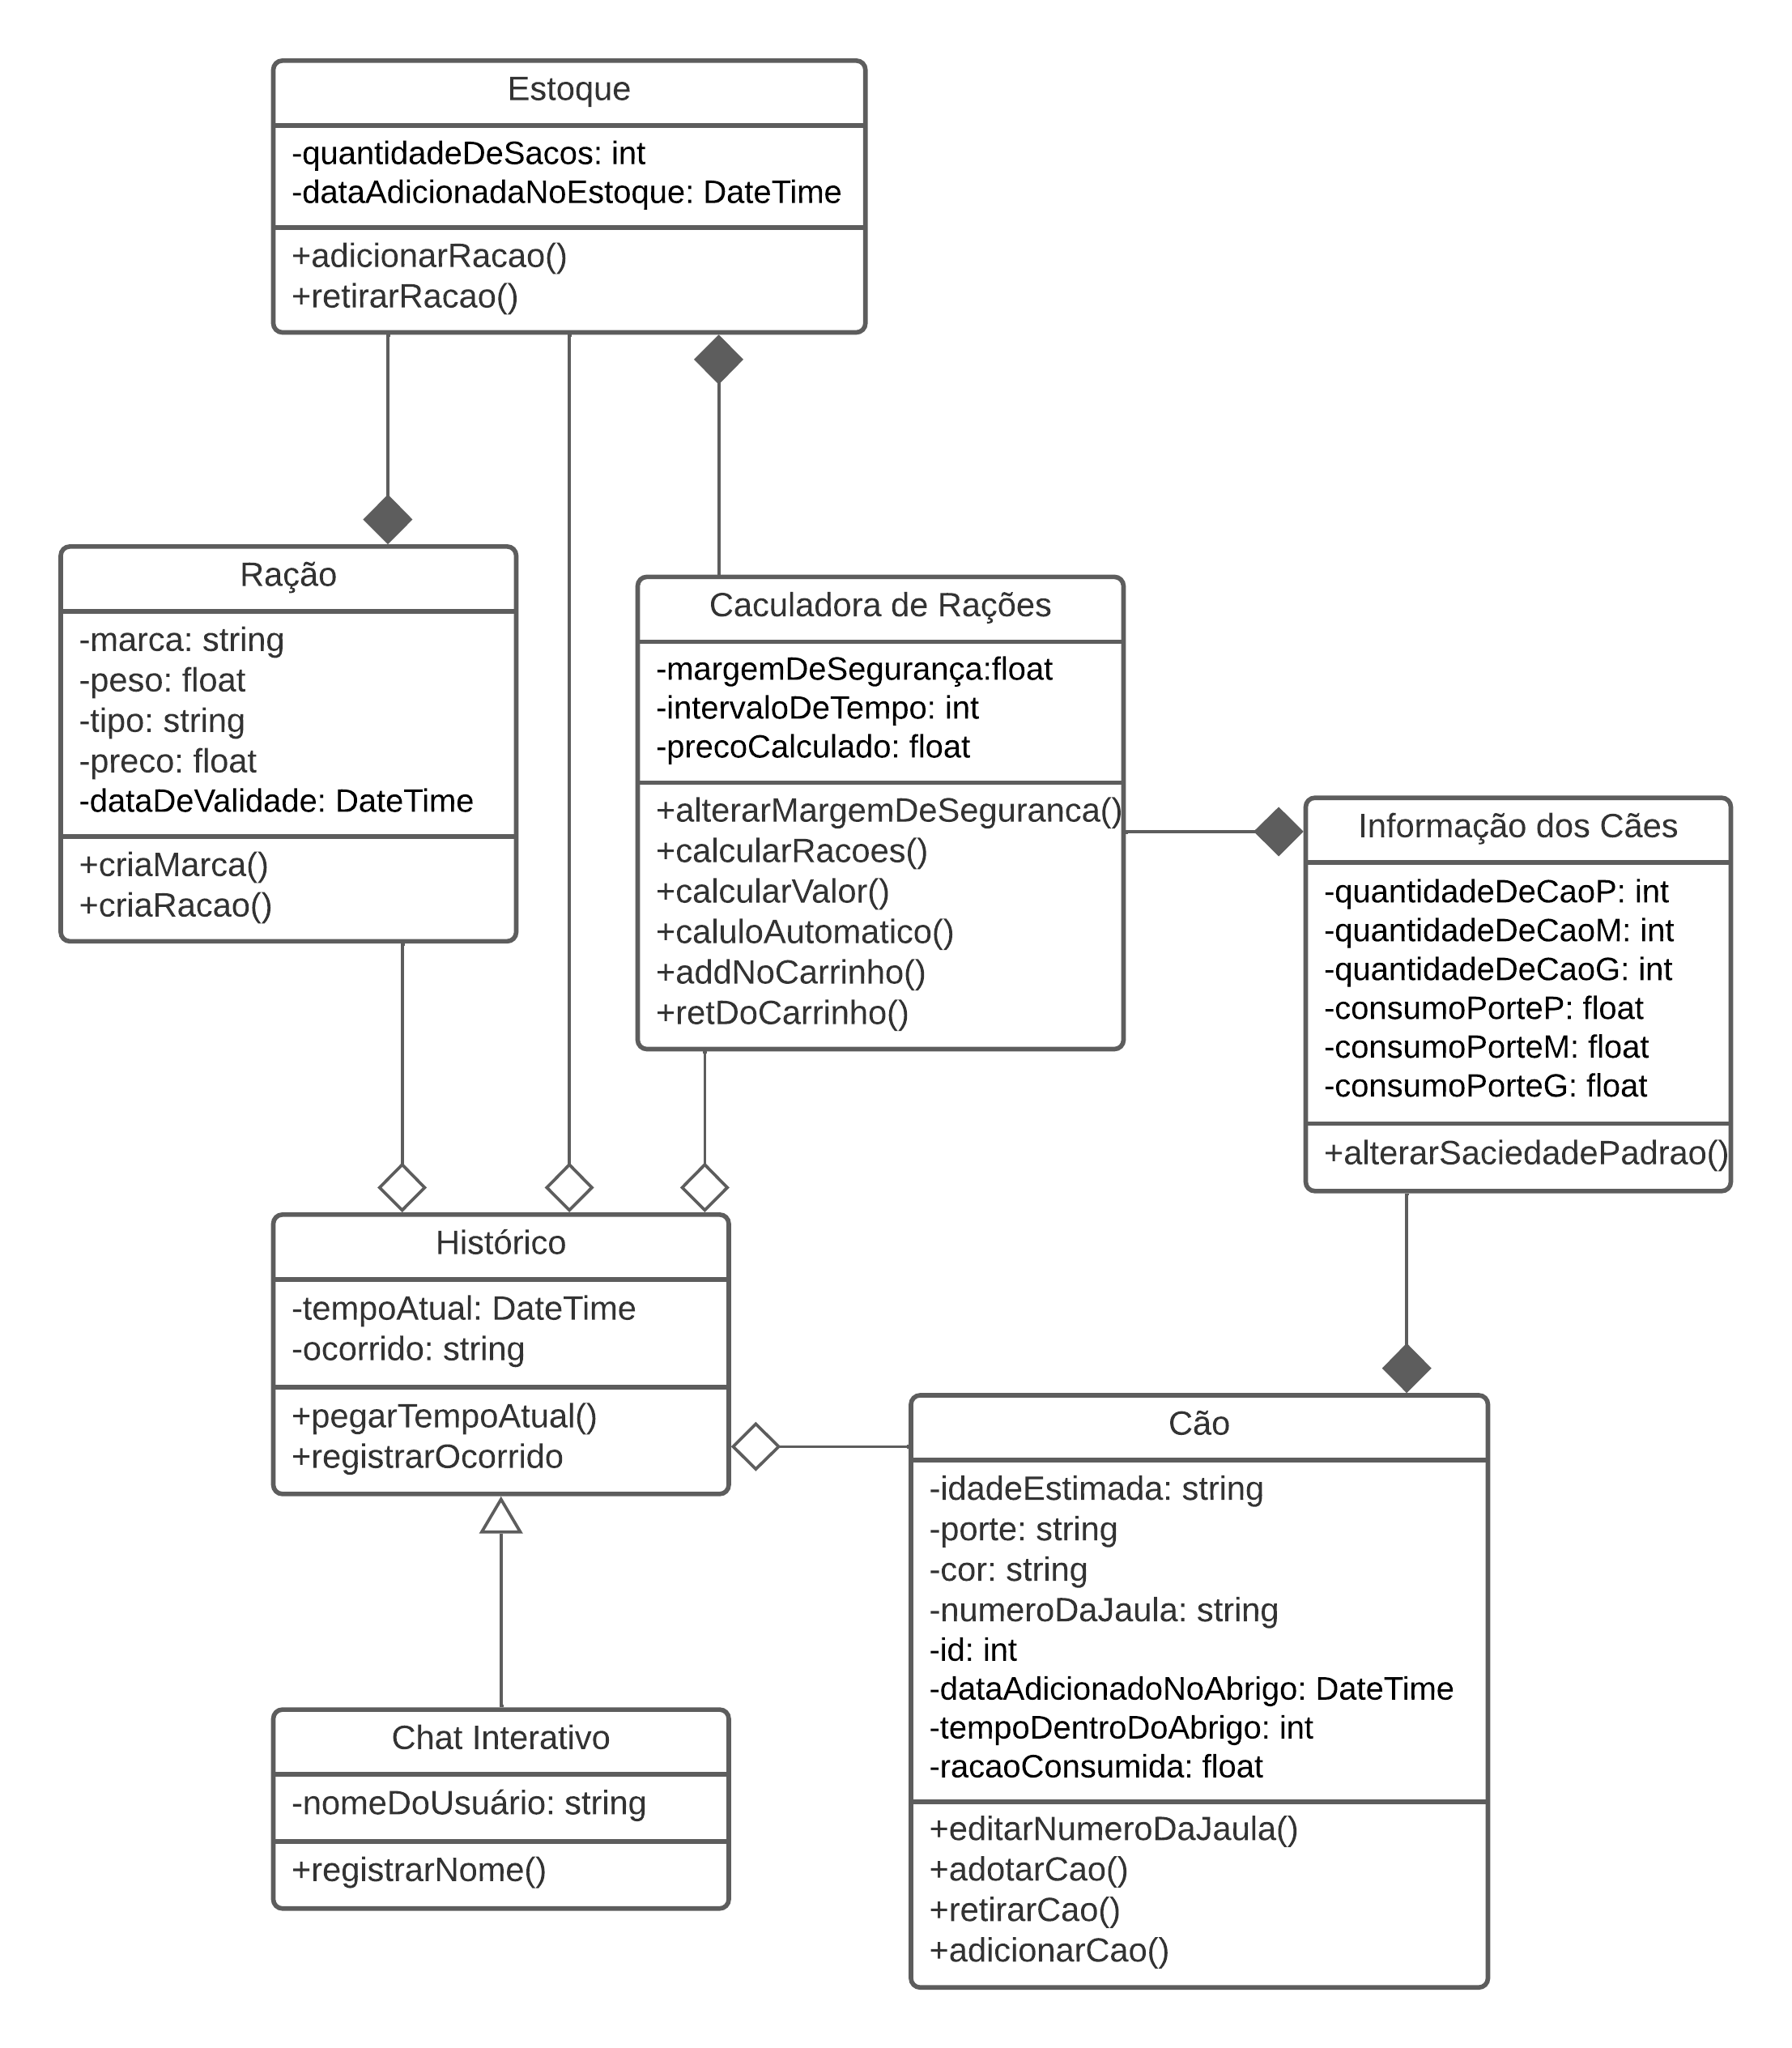 Estoque
-quantidadeDeSacos: int
-dataAdicionadaNoEstoque: DateTime
+adicionarRacao()
+retirarRacao()
Ração
-marca: string
-peso: float
-tipo: string
-preco: float
-dataDeValidade: DateTime
+criaMarca()
+criaRacao()
Caculadora de Rações
-margemDeSegurança:float
-intervaloDeTempo: int
-precoCalculado: float
+alterarMargemDeSeguranca()
+calcularRacoes()
+calcularValor()
+caluloAutomatico()
+addNoCarrinho()
+retDoCarrinho()
Informação dos Cães
-quantidadeDeCaoP: int
-quantidadeDeCaoM: int
-quantidadeDeCaoG: int
-consumoPorteP: float
-consumoPorteM: float
-consumoPorteG: float
+alterarSaciedadePadrao()
Histórico
-tempoAtual: DateTime
-ocorrido: string
+pegarTempoAtual()
+registrarOcorrido
Cão
-idadeEstimada: string
-porte: string
-cor: string
-numeroDaJaula: string
-id: int
-dataAdicionadoNoAbrigo: DateTime
-tempoDentroDoAbrigo: int
-racaoConsumida: float
+editarNumeroDaJaula()
+adotarCao()
+retirarCao()
+adicionarCao()
Chat Interativo
-nomeDoUsuário: string
+registrarNome()